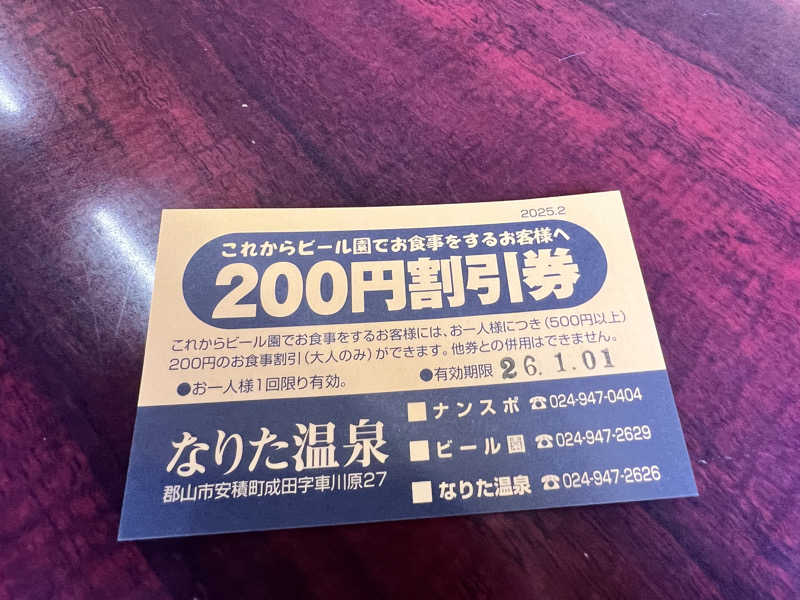 2025.2
これからビール園でお食事をするお客様へ
200円割引券
これからビール園でお食事をするお客様には、お一人様につき(500円以上)
200円のお食事割引(大人のみ)ができます。他券との併用はできません。
●お一人様1回限り有効。 ●有効期限 26.1.01
なりた温泉
郡山市安積町成田字車川原27
■ナンスポ ☎024-947-0404
■ビール園 ☎024-947-2629
■なりた温泉 ☎024-947-2626